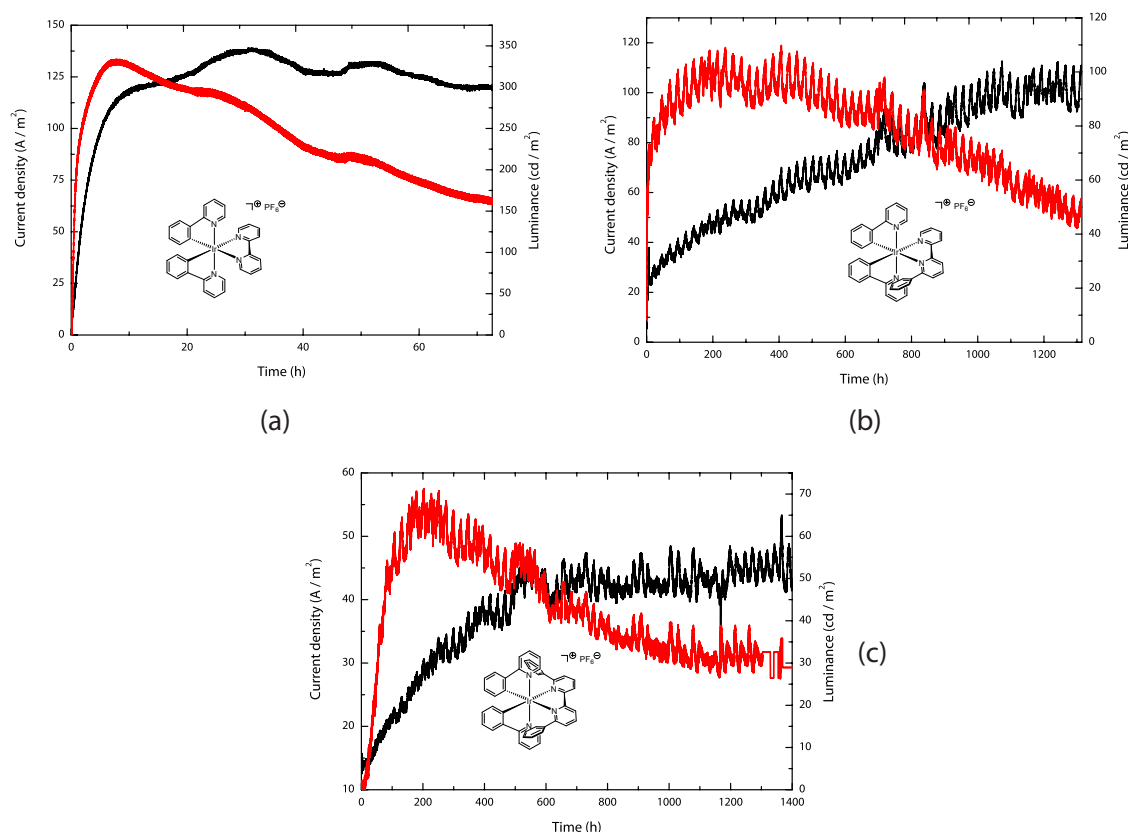 150
125
100
75
50
25
0
Current density (A / m²)
350
300
250
200
150
100
50
0
Luminance (cd / m²)
0
20
40
60
Time (h)
⊕ PF₆⊖
N
N
Ir
N
N
(a)
120
100
80
60
40
20
0
Current density (A / m²)
120
100
80
60
40
20
0
Luminance (cd / m²)
0
200
400
600
800
1000
1200
Time (h)
⊕ PF₆⊖
N
N
Ir
N
N
(b)
60
50
40
30
20
10
Current density (A / m²)
70
60
50
40
30
20
10
0
Luminance (cd / m²)
0
200
400
600
800
1000
1200
1400
Time (h)
⊕ PF₆⊖
N
N
Ir
N
N
(c)